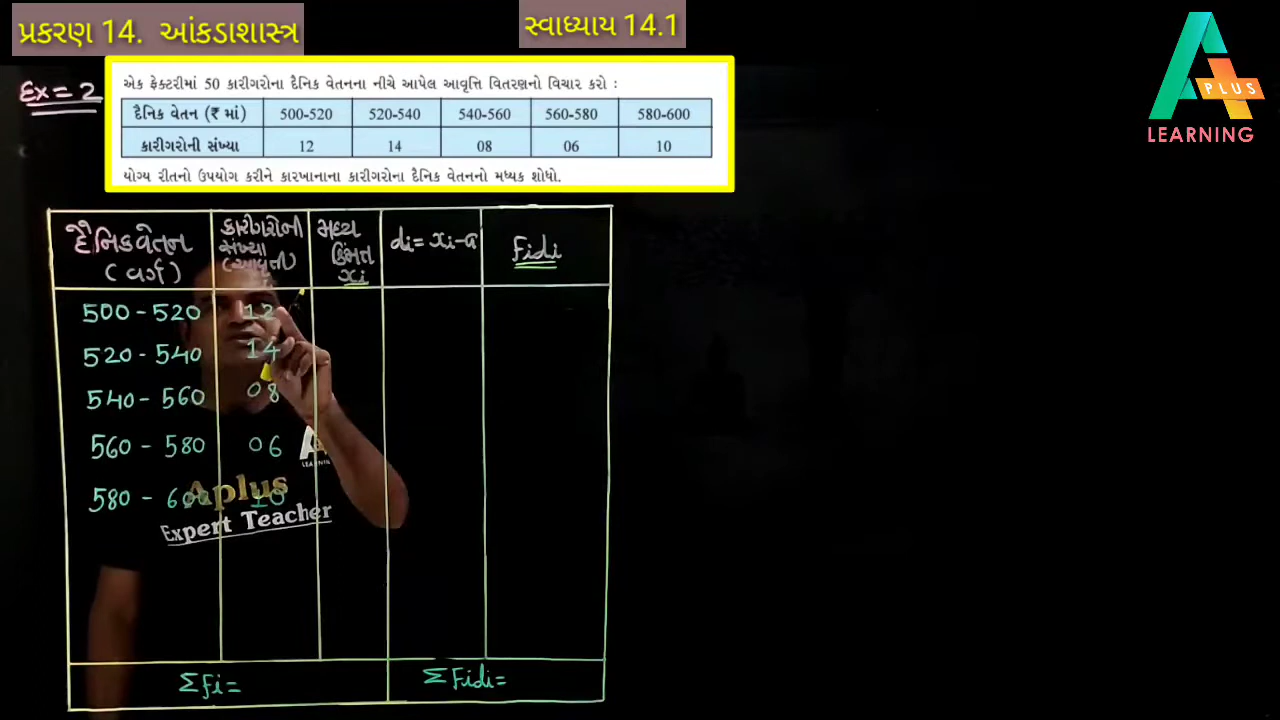 પ્રકરણ 14. આંકડાશાસ્ત્ર
સ્વાધ્યાય 14.1
PLUS
LEARNING
Ex = 2
એક ફેક્ટરીમાં 50 કારીગરોના દૈનિક વેતનના નીચે આપેલ આવૃત્તિ વિતરણનો વિચાર કરો :
દૈનિક વેતન (₹ માં) 500-520 520-540 540-560 560-580 580-600
કારીગરોની સંખ્યા 12 14 08 06 10
યોગ્ય રીતનો ઉપયોગ કરીને કારખાનાના કારીગરોના દૈનિક વેતનનો મધ્યક શોધો.
દૈનિક વેતન
(વર્ગ)
કારીગરોની
સંખ્યા
(આવૃત્તી)
મધ્ય
કિંમત
xi
di = xi-a
Fidi
500 - 520 12
520 - 540 14
540 - 560 08
560 - 580 06
580 - 600 10
LEARNING
Aplus
Expert Teacher
Σfi =
ΣFidi =